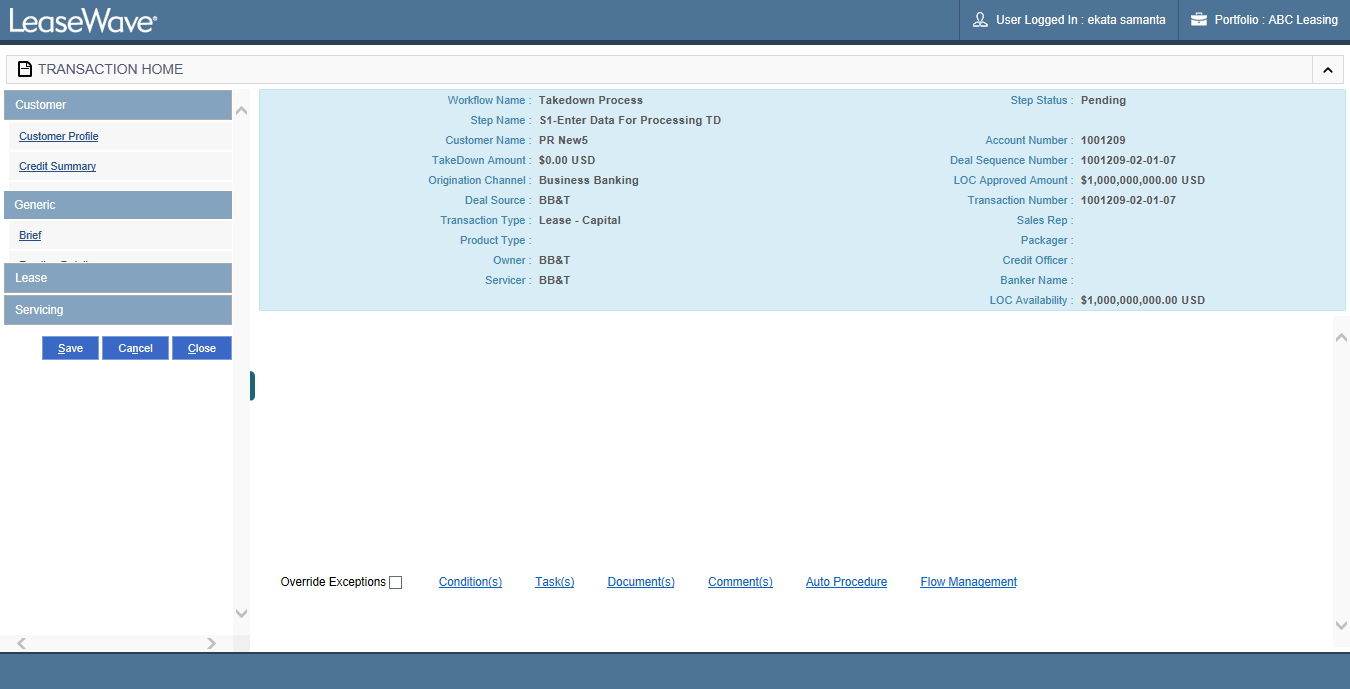 LeaseWave®
User Logged In : ekata samanta
Portfolio : ABC Leasing
TRANSACTION HOME
Customer
Customer Profile
Credit Summary
Generic
Brief
Lease
Servicing
Save
Cancel
Close
Workflow Name : Takedown Process
Step Status : Pending
Step Name : S1-Enter Data For Processing TD
Customer Name : PR New5
Account Number : 1001209
TakeDown Amount : $0.00 USD
Deal Sequence Number : 1001209-02-01-07
Origination Channel : Business Banking
LOC Approved Amount : $1,000,000,000.00 USD
Deal Source : BB&T
Transaction Number : 1001209-02-01-07
Transaction Type : Lease - Capital
Sales Rep :
Product Type :
Packager :
Owner : BB&T
Credit Officer :
Servicer : BB&T
Banker Name :
LOC Availability : $1,000,000,000.00 USD
Override Exceptions
Condition(s)
Task(s)
Document(s)
Comment(s)
Auto Procedure
Flow Management